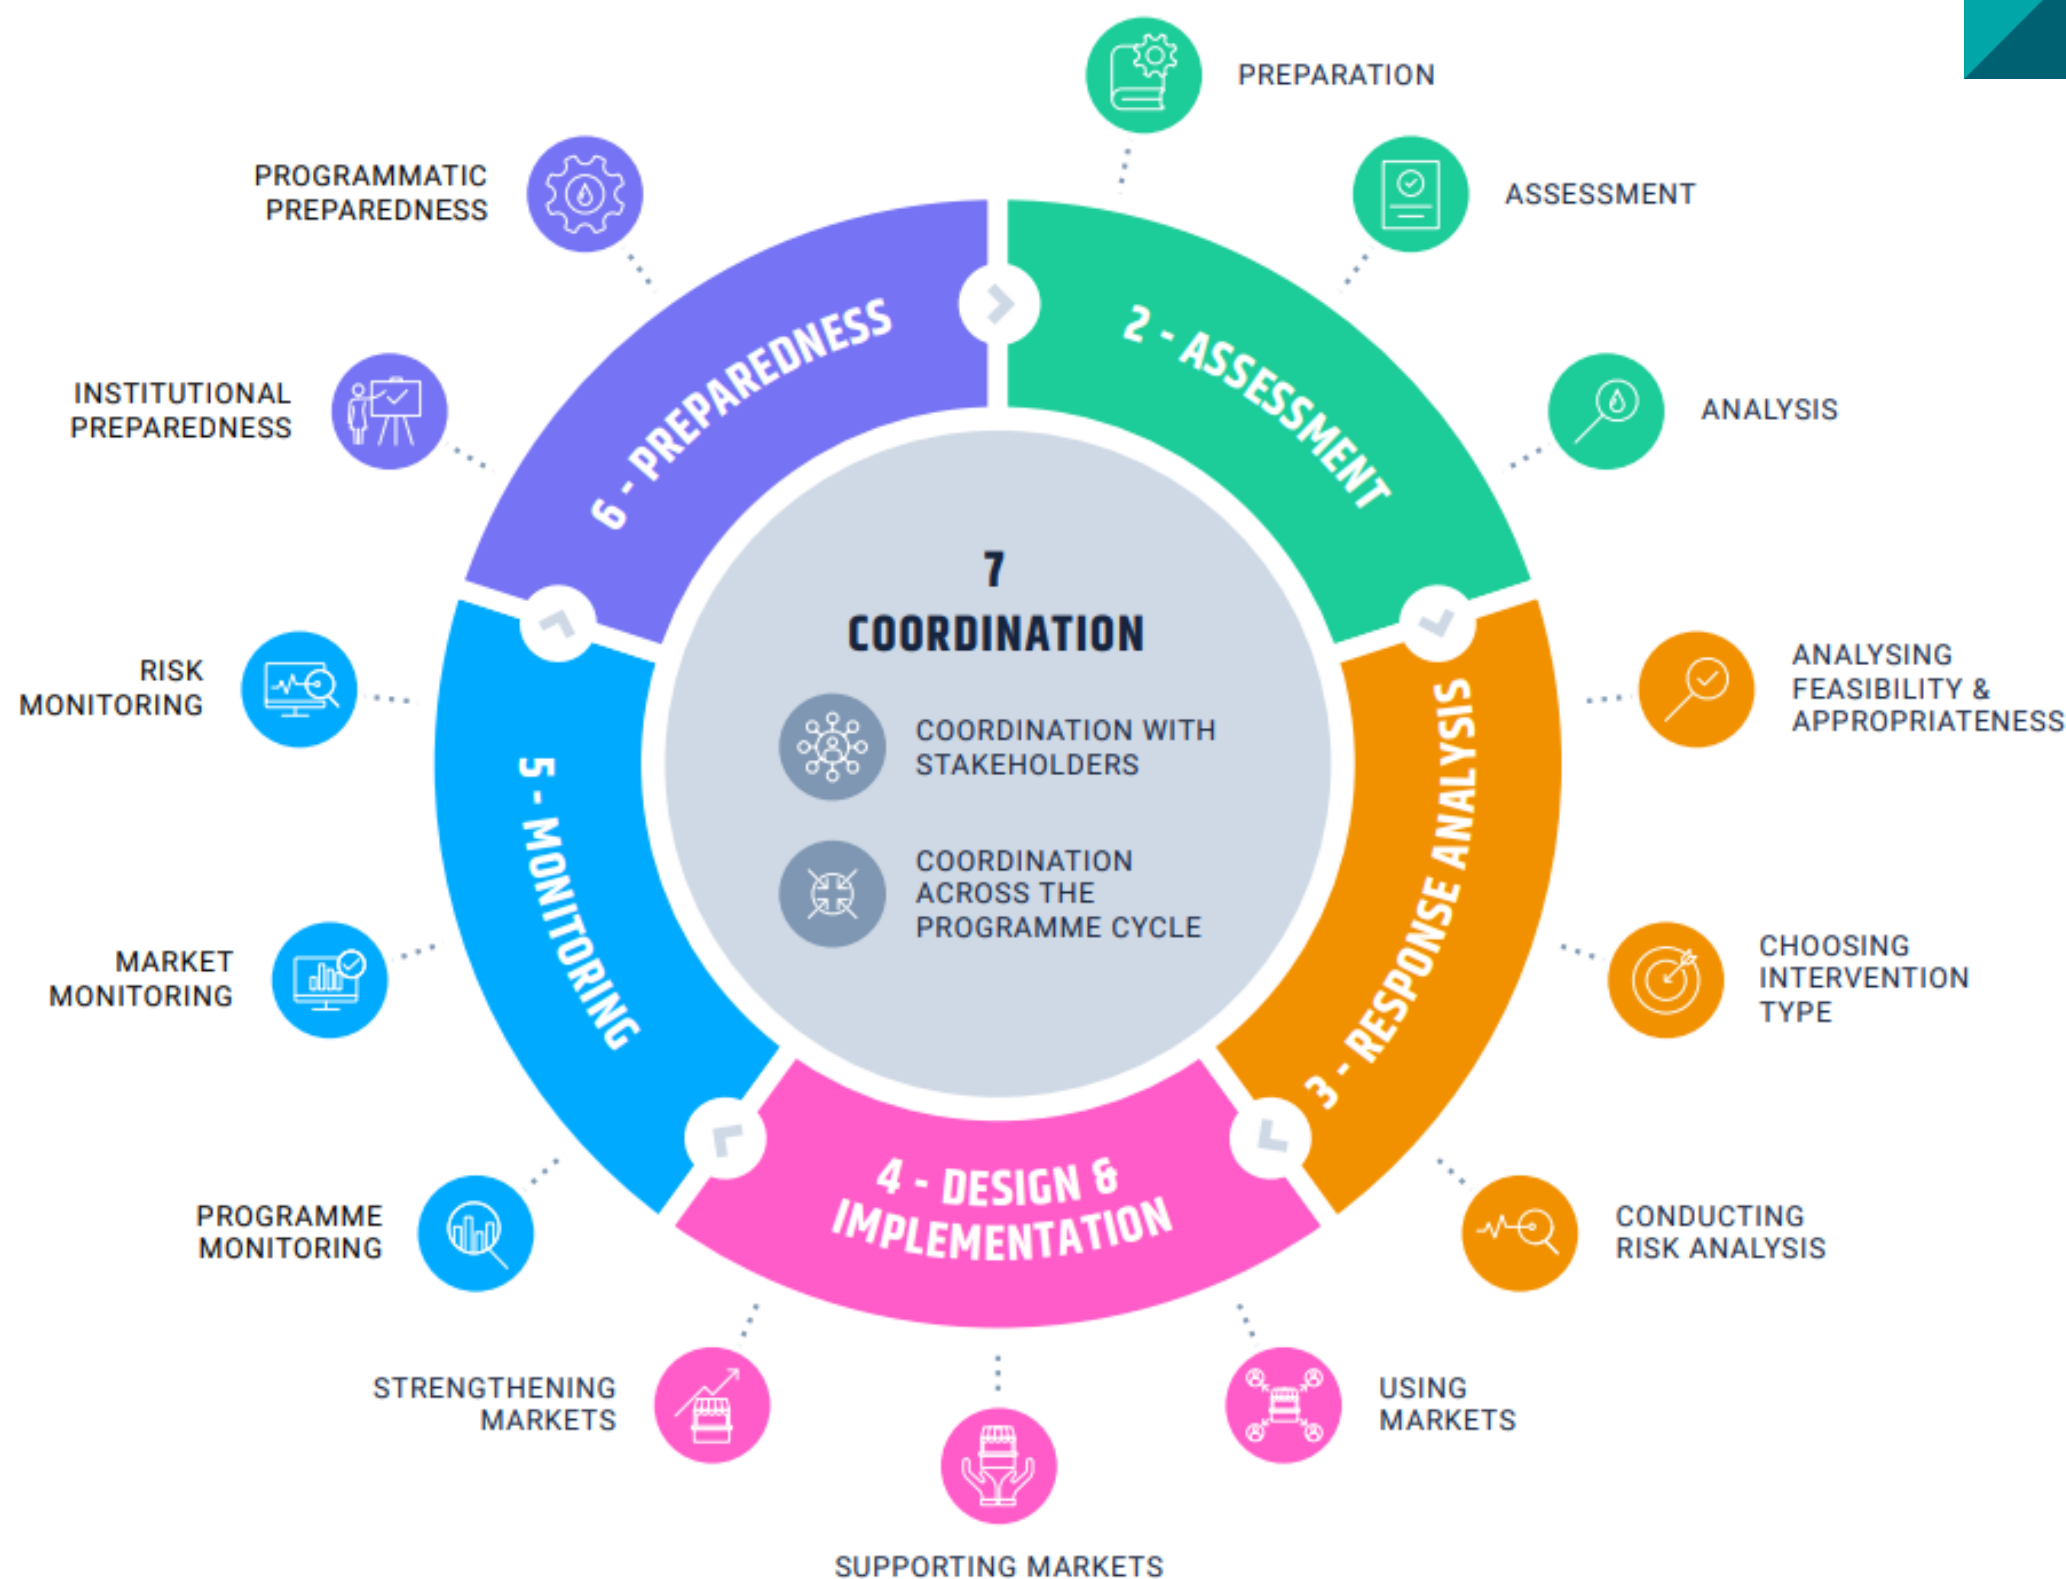 PREPARATION
ASSESSMENT
ANALYSIS
2 - ASSESSMENT
ANALYSING
FEASIBILITY &
APPROPRIATENESS
CHOOSING
INTERVENTION
TYPE
CONDUCTING
RISK ANALYSIS
3 - RESPONSE ANALYSIS
USING
MARKETS
SUPPORTING MARKETS
STRENGTHENING
MARKETS
4 - DESIGN &
IMPLEMENTATION
PROGRAMME
MONITORING
MARKET
MONITORING
RISK
MONITORING
5 - MONITORING
INSTITUTIONAL
PREPAREDNESS
PROGRAMMATIC
PREPAREDNESS
6 - PREPAREDNESS
7
COORDINATION
COORDINATION WITH
STAKEHOLDERS
COORDINATION
ACROSS THE
PROGRAMME CYCLE